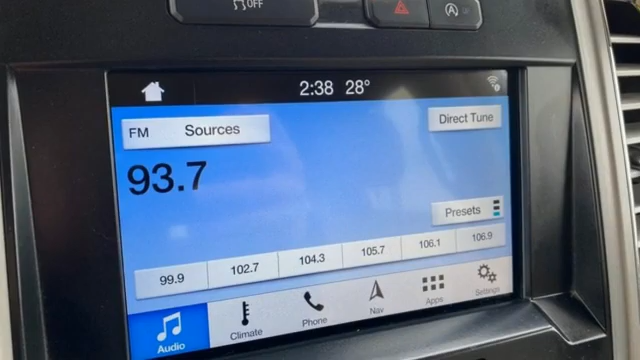 OFF
2:38 28°
FM Sources
Direct Tune
93.7
Presets
99.9 102.7 104.3 105.7 106.1 106.9
Audio Climate Phone Nav Apps Settings